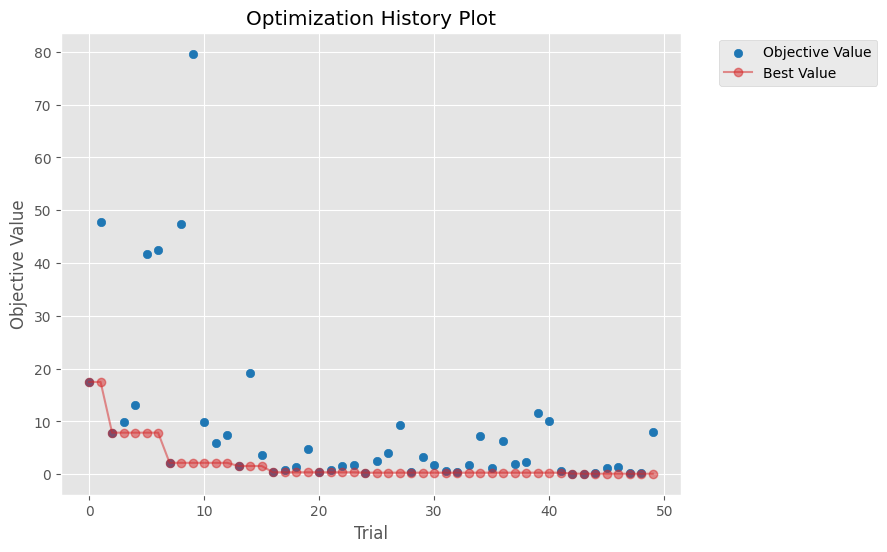 Optimization History Plot
Objective Value
Best Value
Objective Value
80
70
60
50
40
30
20
10
0
0 10 20 30 40 50
Trial